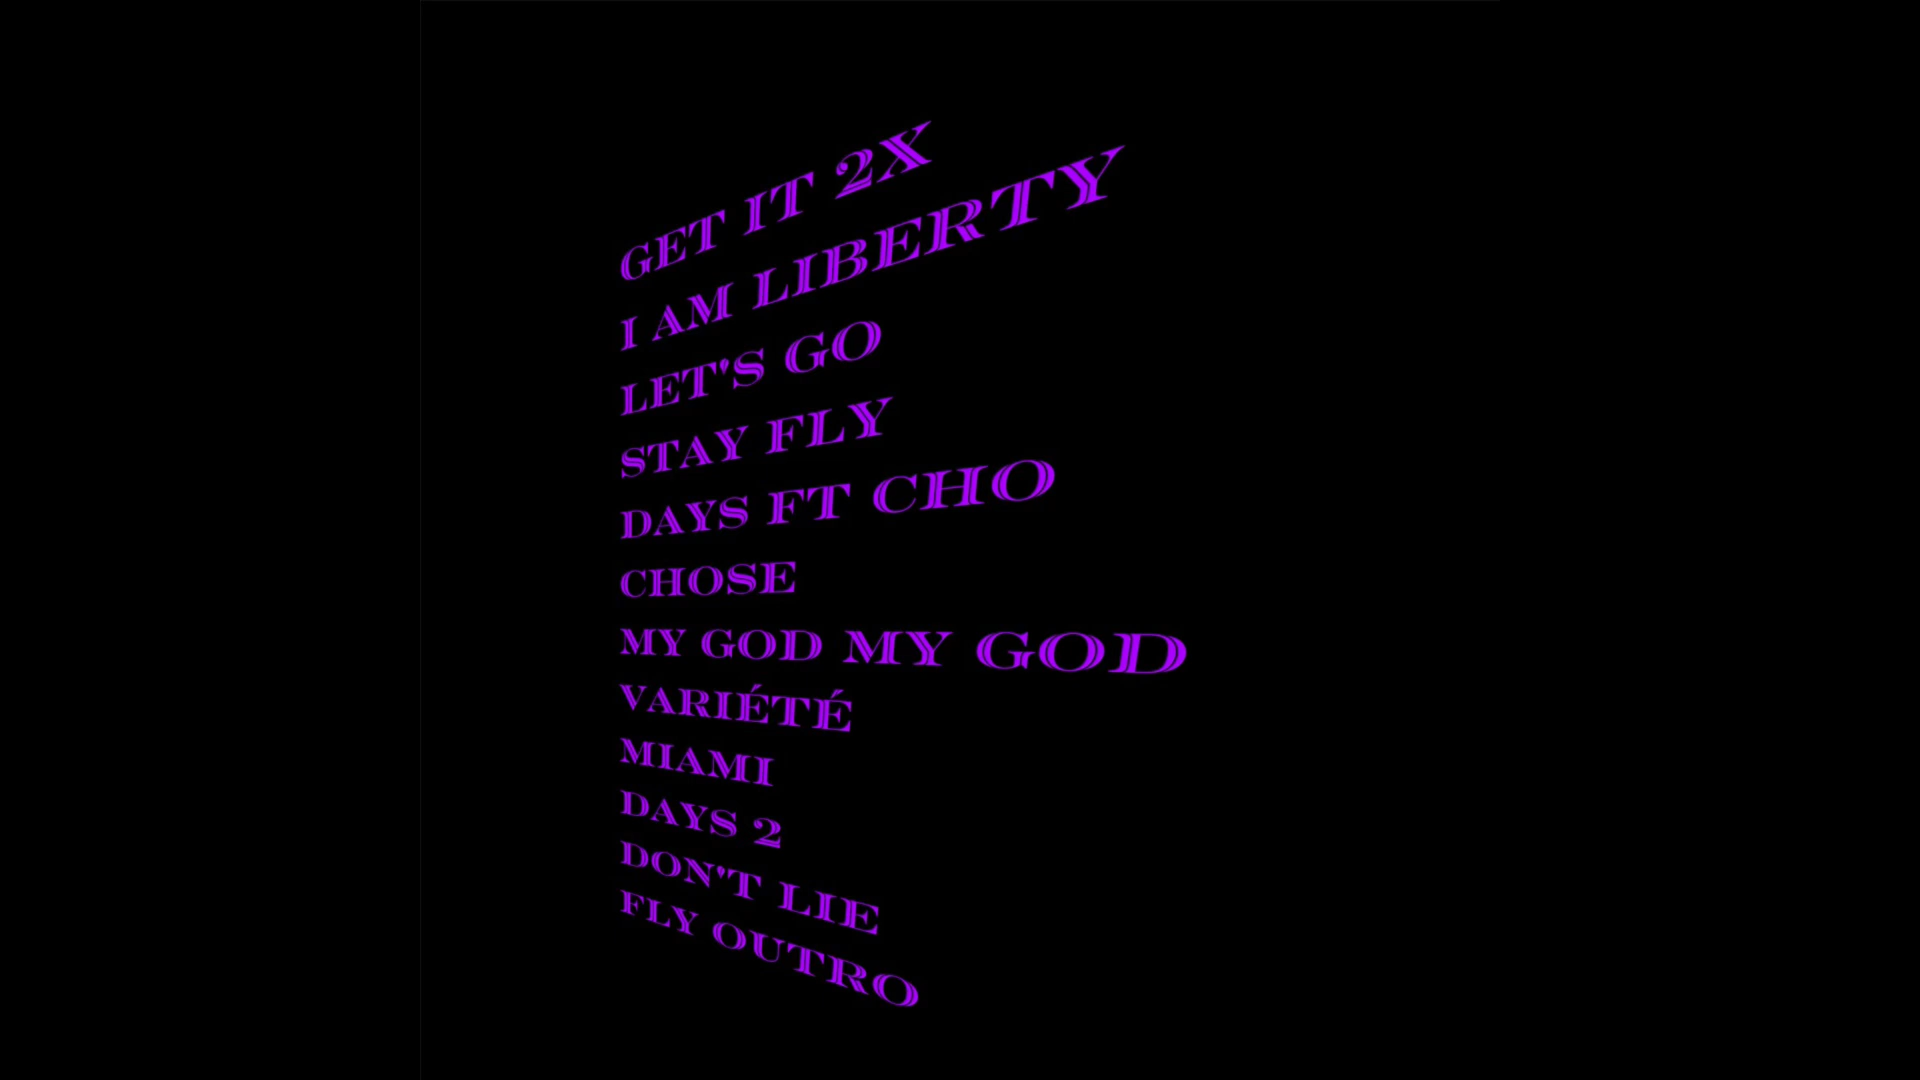 GET IT 2X
I AM LIBERTY
LET'S GO
STAY FLY
DAYS FT CHO
CHOSE
MY GOD MY GOD
VARIÉTÉ
MIAMI
DAYS 2
DON'T LIE
FLY OUTRO